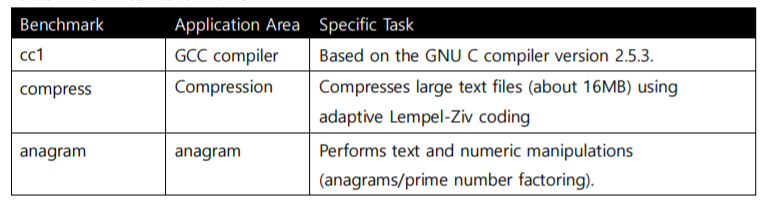 Benchmark Application Area Specific Task
cc1 GCC compiler Based on the GNU C compiler version 2.5.3.
compress Compression Compresses large text files (about 16MB) using
adaptive Lempel-Ziv coding
anagram anagram Performs text and numeric manipulations
(anagrams/prime number factoring).